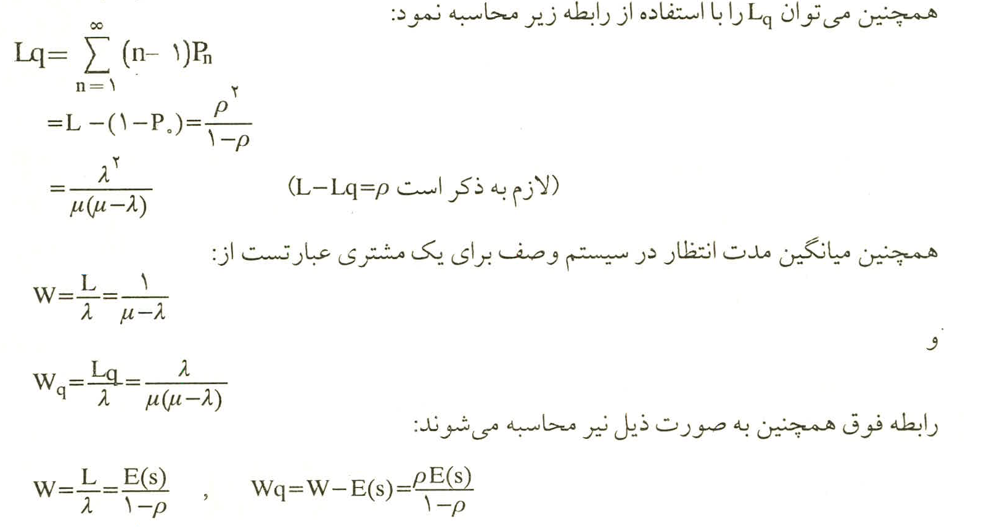 همچنین می‌توان Lq را با استفاده از رابطه زیر محاسبه نمود:
Lq= ∑_{n=۱}^{∞} (n-۱)Pn
=L-(۱-P۰)=ρ^۲/(۱-ρ)
=λ^۲/(μ(μ-λ)) (لازم به ذکر است L-Lq=ρ)
همچنین میانگین مدت انتظار در سیستم وصف برای یک مشتری عبارتست از:
W=L/λ=۱/(μ-λ)
و
Wq=Lq/λ=λ/(μ(μ-λ))
رابطه فوق همچنین به صورت ذیل نیر محاسبه می‌شوند:
W=L/λ=E(s)/(۱-ρ) , Wq=W-E(s)=ρE(s)/(۱-ρ)